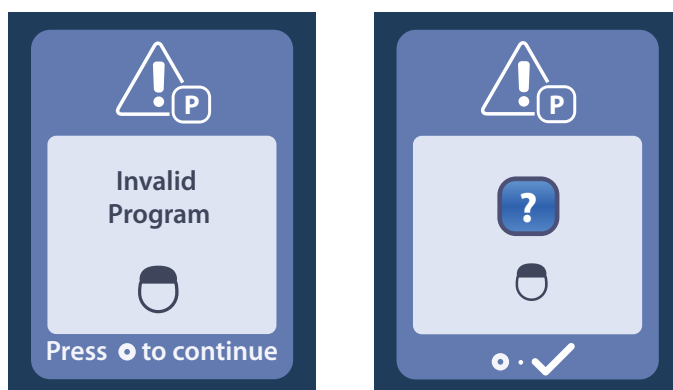 P
Invalid
Program
Press to continue
P
?